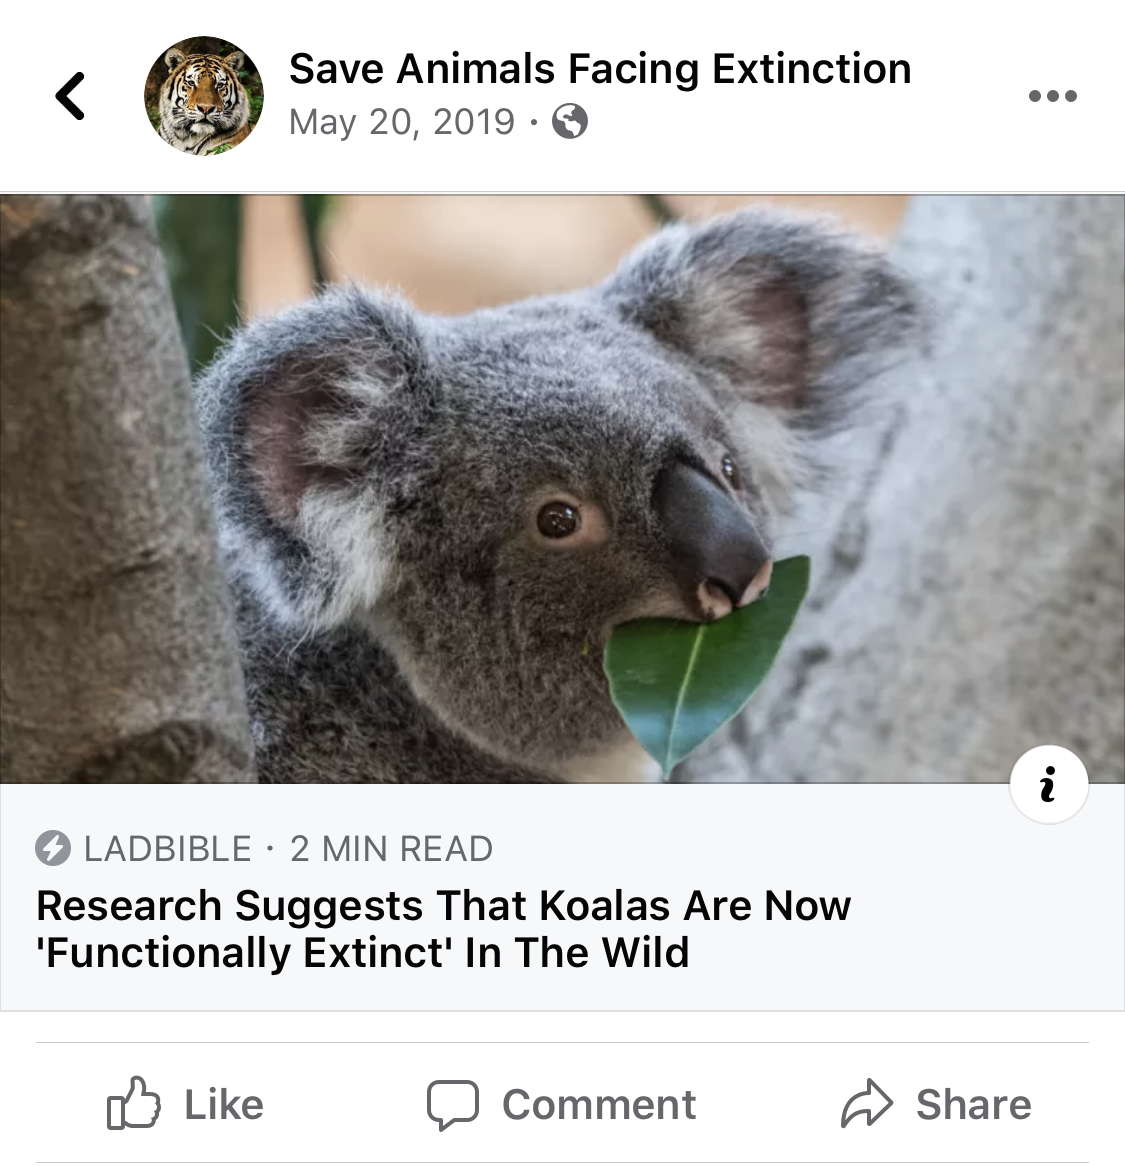 Save Animals Facing Extinction
May 20, 2019 ·
i
LADBIBLE · 2 MIN READ
Research Suggests That Koalas Are Now
'Functionally Extinct' In The Wild
Like Comment Share